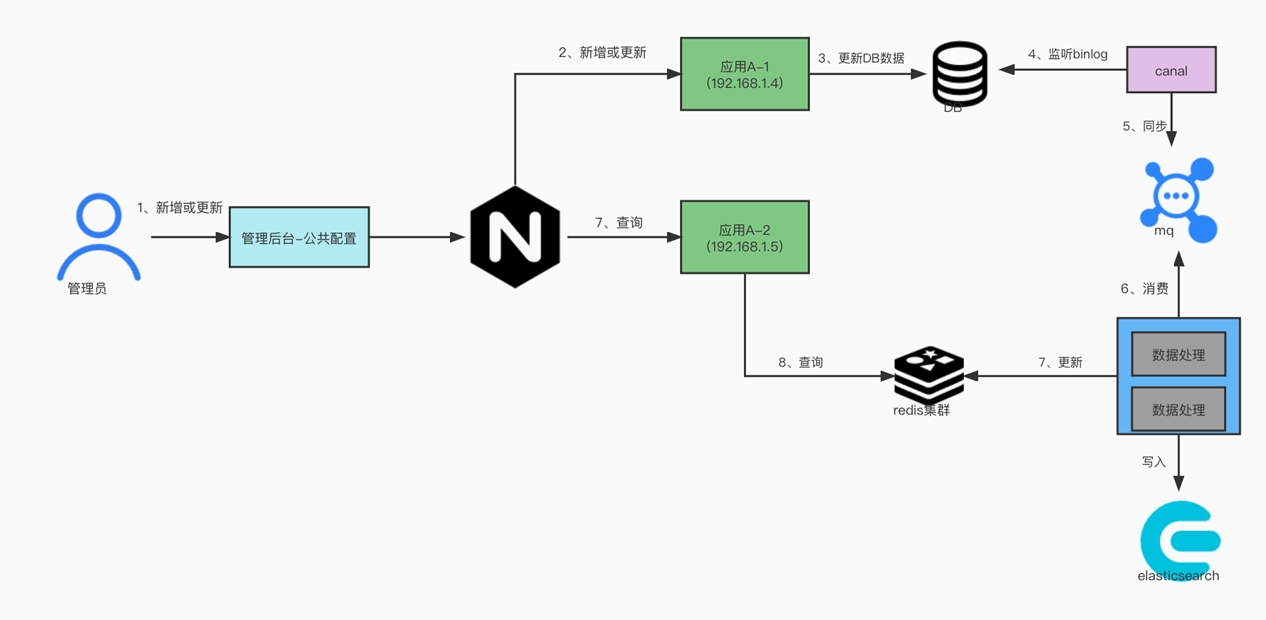 2、新增或更新
应用A-1
(192.168.1.4)
3、更新DB数据
DB
4、监听binlog
canal
5、同步
mq
1、新增或更新
管理员
管理后台-公共配置
N
7、查询
应用A-2
(192.168.1.5)
6、消费
数据处理
数据处理
8、查询
redis集群
7、更新
写入
elasticsearch